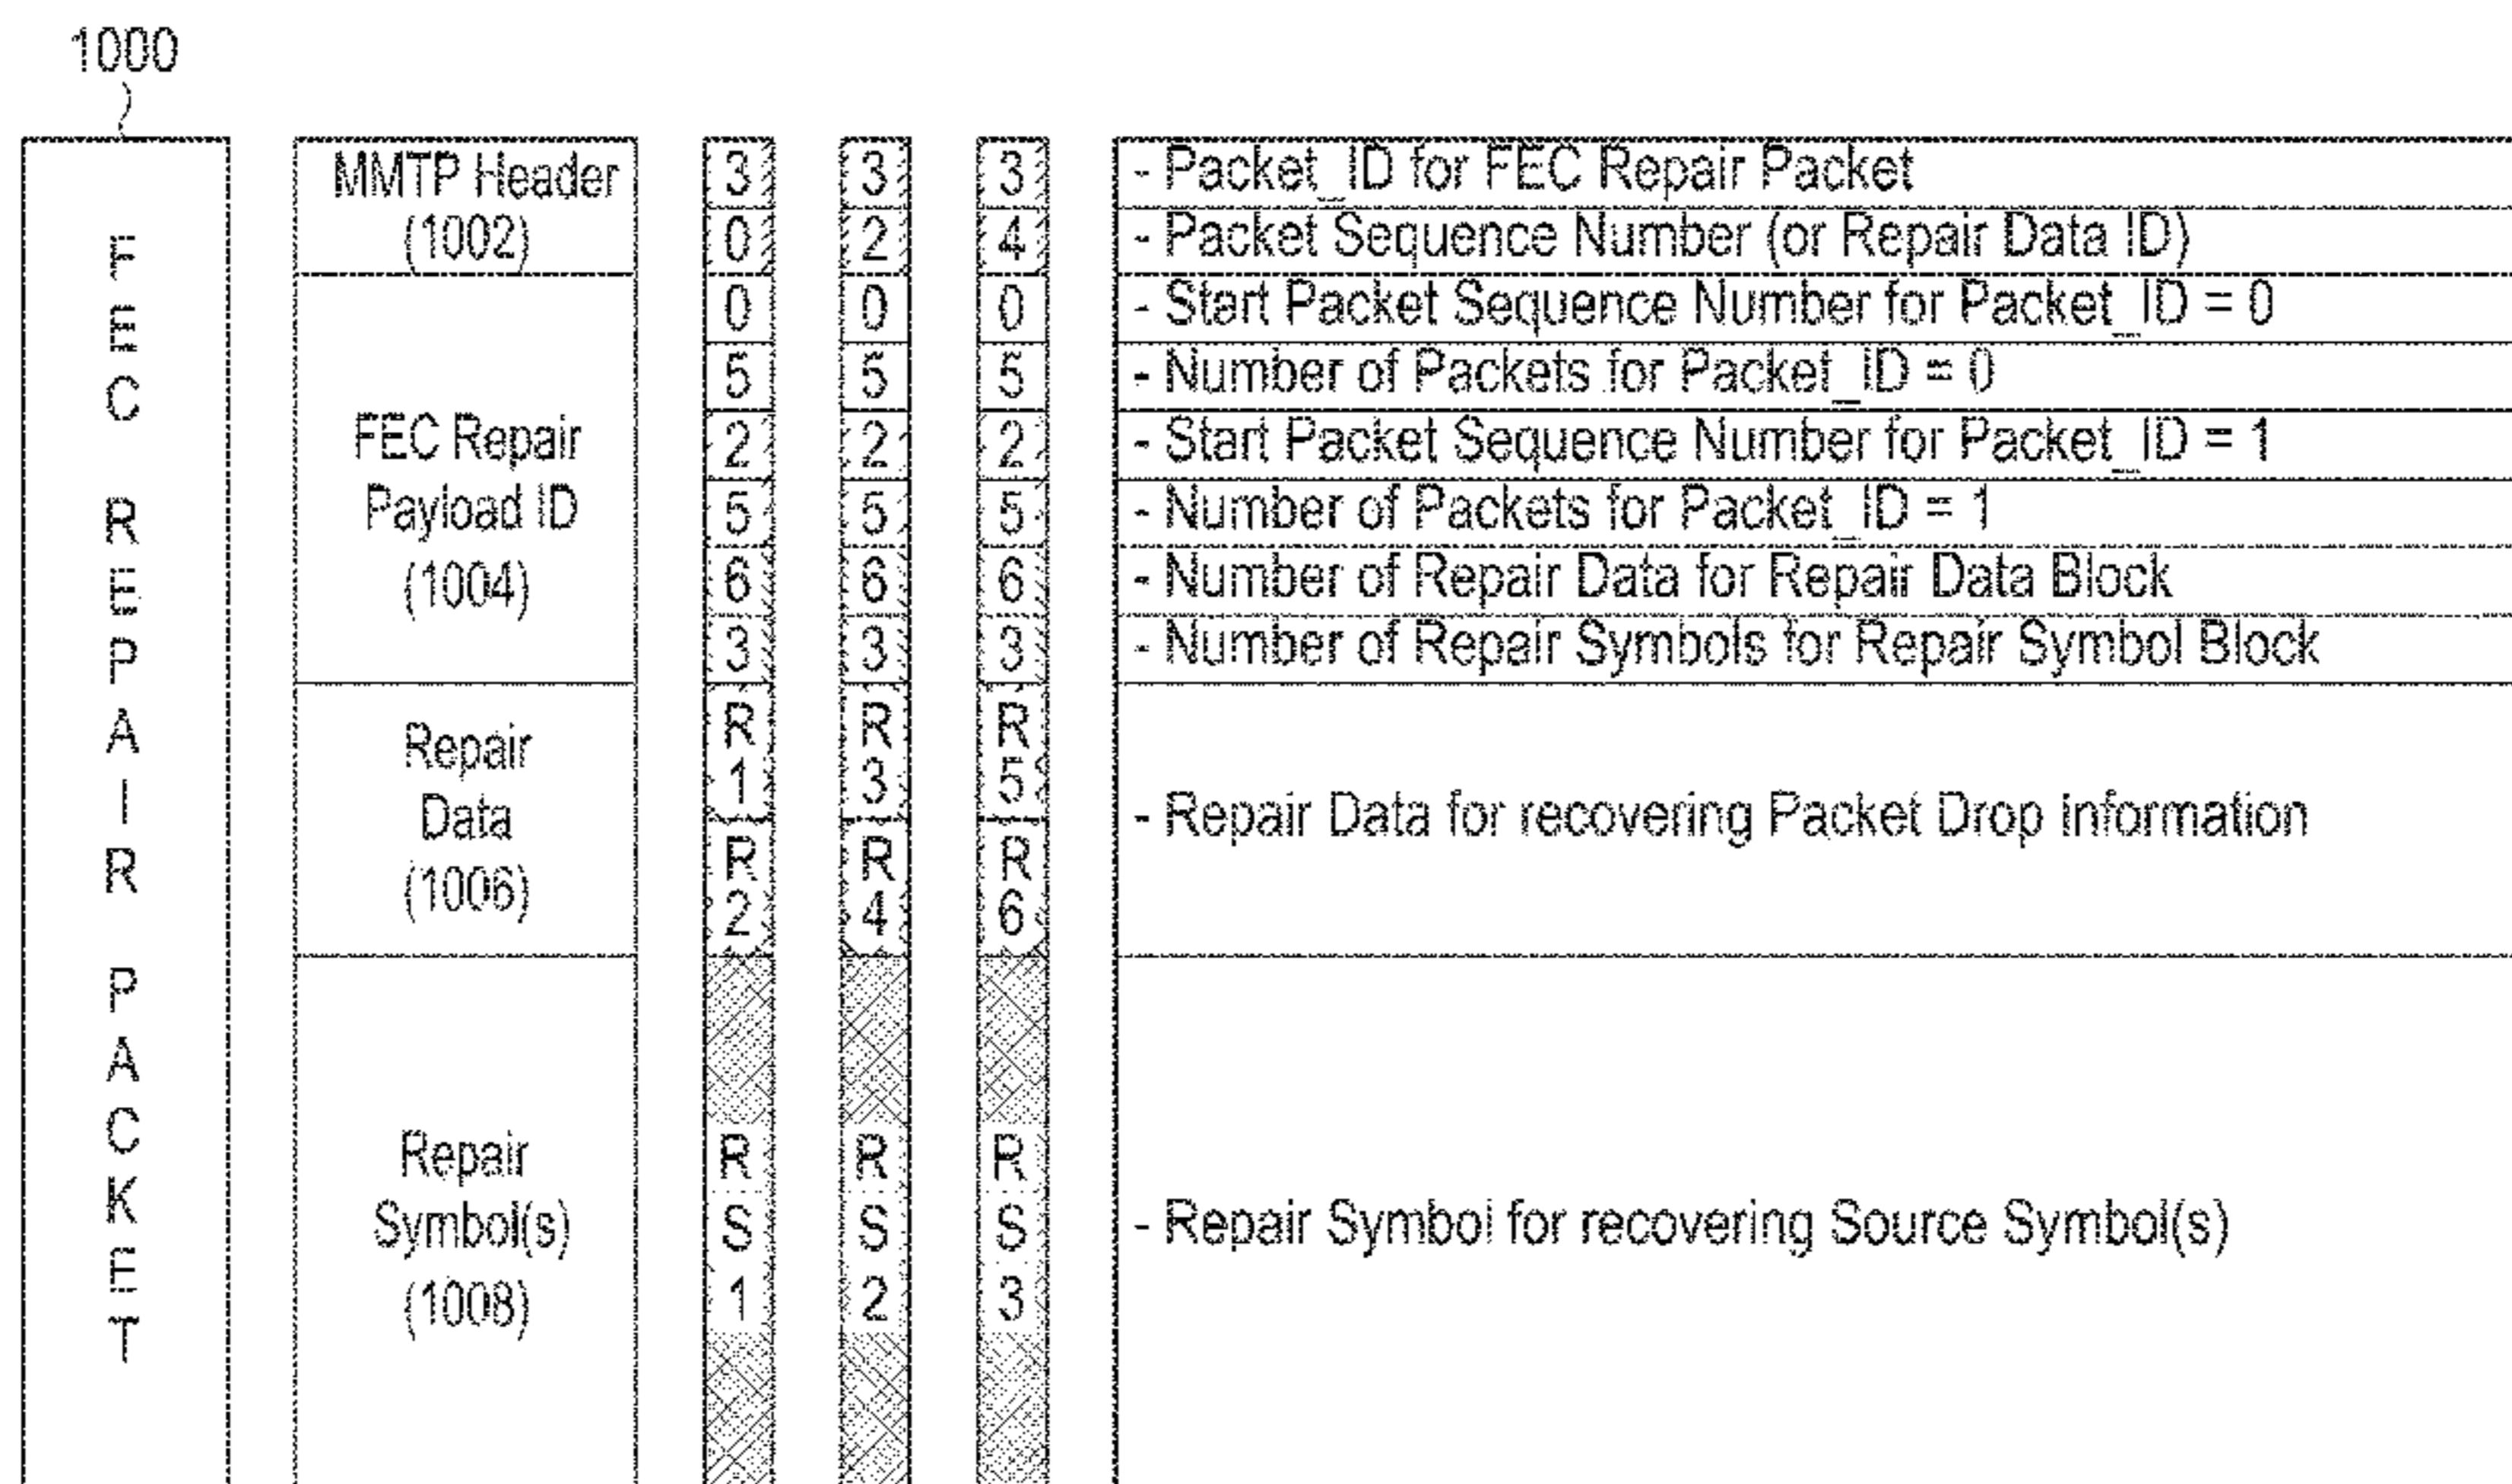 1000
FEC REPAIR PACKET
MMTP Header
(1002)
FEC Repair
Payload ID
(1004)
Repair
Data
(1006)
Repair
Symbol(s)
(1008)
3 3 3 - Packet_ID for FEC Repair Packet
0 2 4 - Packet Sequence Number (or Repair Data ID)
0 0 0 - Start Packet Sequence Number for Packet_ID = 0
5 5 5 - Number of Packets for Packet_ID = 0
2 2 2 - Start Packet Sequence Number for Packet_ID = 1
5 5 5 - Number of Packets for Packet_ID = 1
6 6 6 - Number of Repair Data for Repair Data Block
3 3 3 - Number of Repair Symbols for Repair Symbol Block
R1 R3 R5
R2 R4 R6
- Repair Data for recovering Packet Drop information
RS1 RS2 RS3
- Repair Symbol for recovering Source Symbol(s)